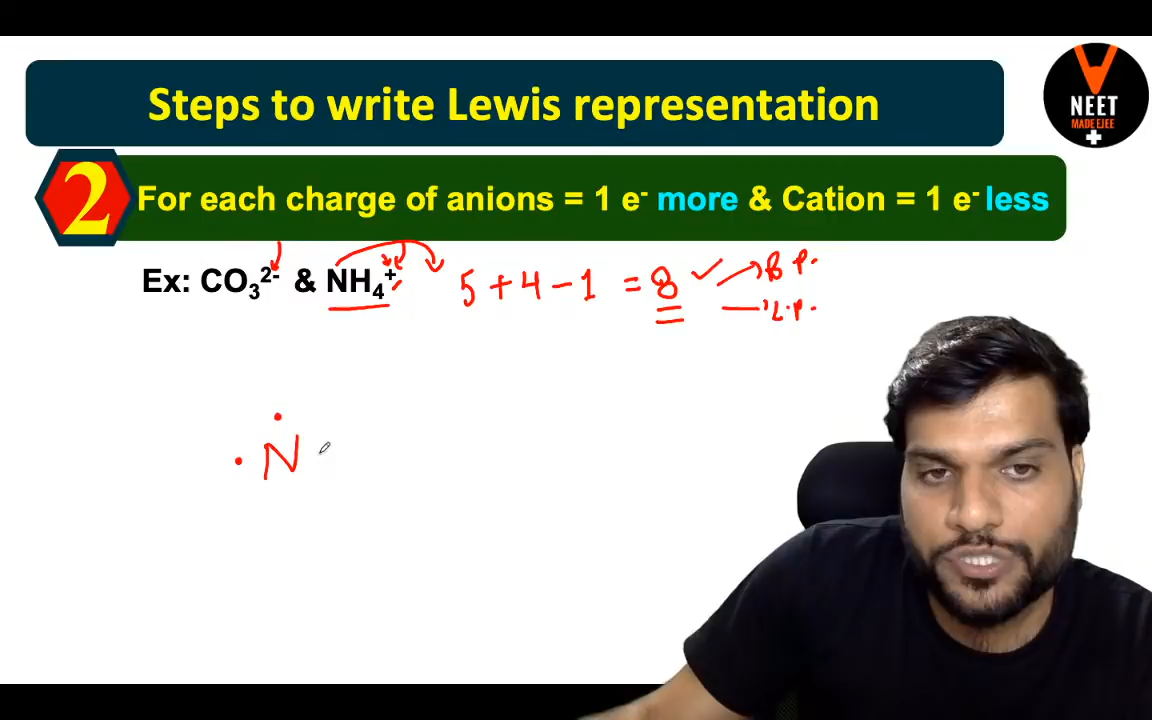 Steps to write Lewis representation
NEET
MADE EJEE
2
For each charge of anions = 1 e⁻ more & Cation = 1 e⁻ less
Ex: CO₃²⁻ & NH₄⁺ 5 + 4 - 1 = 8 ✓ B.P.
L.P.
N